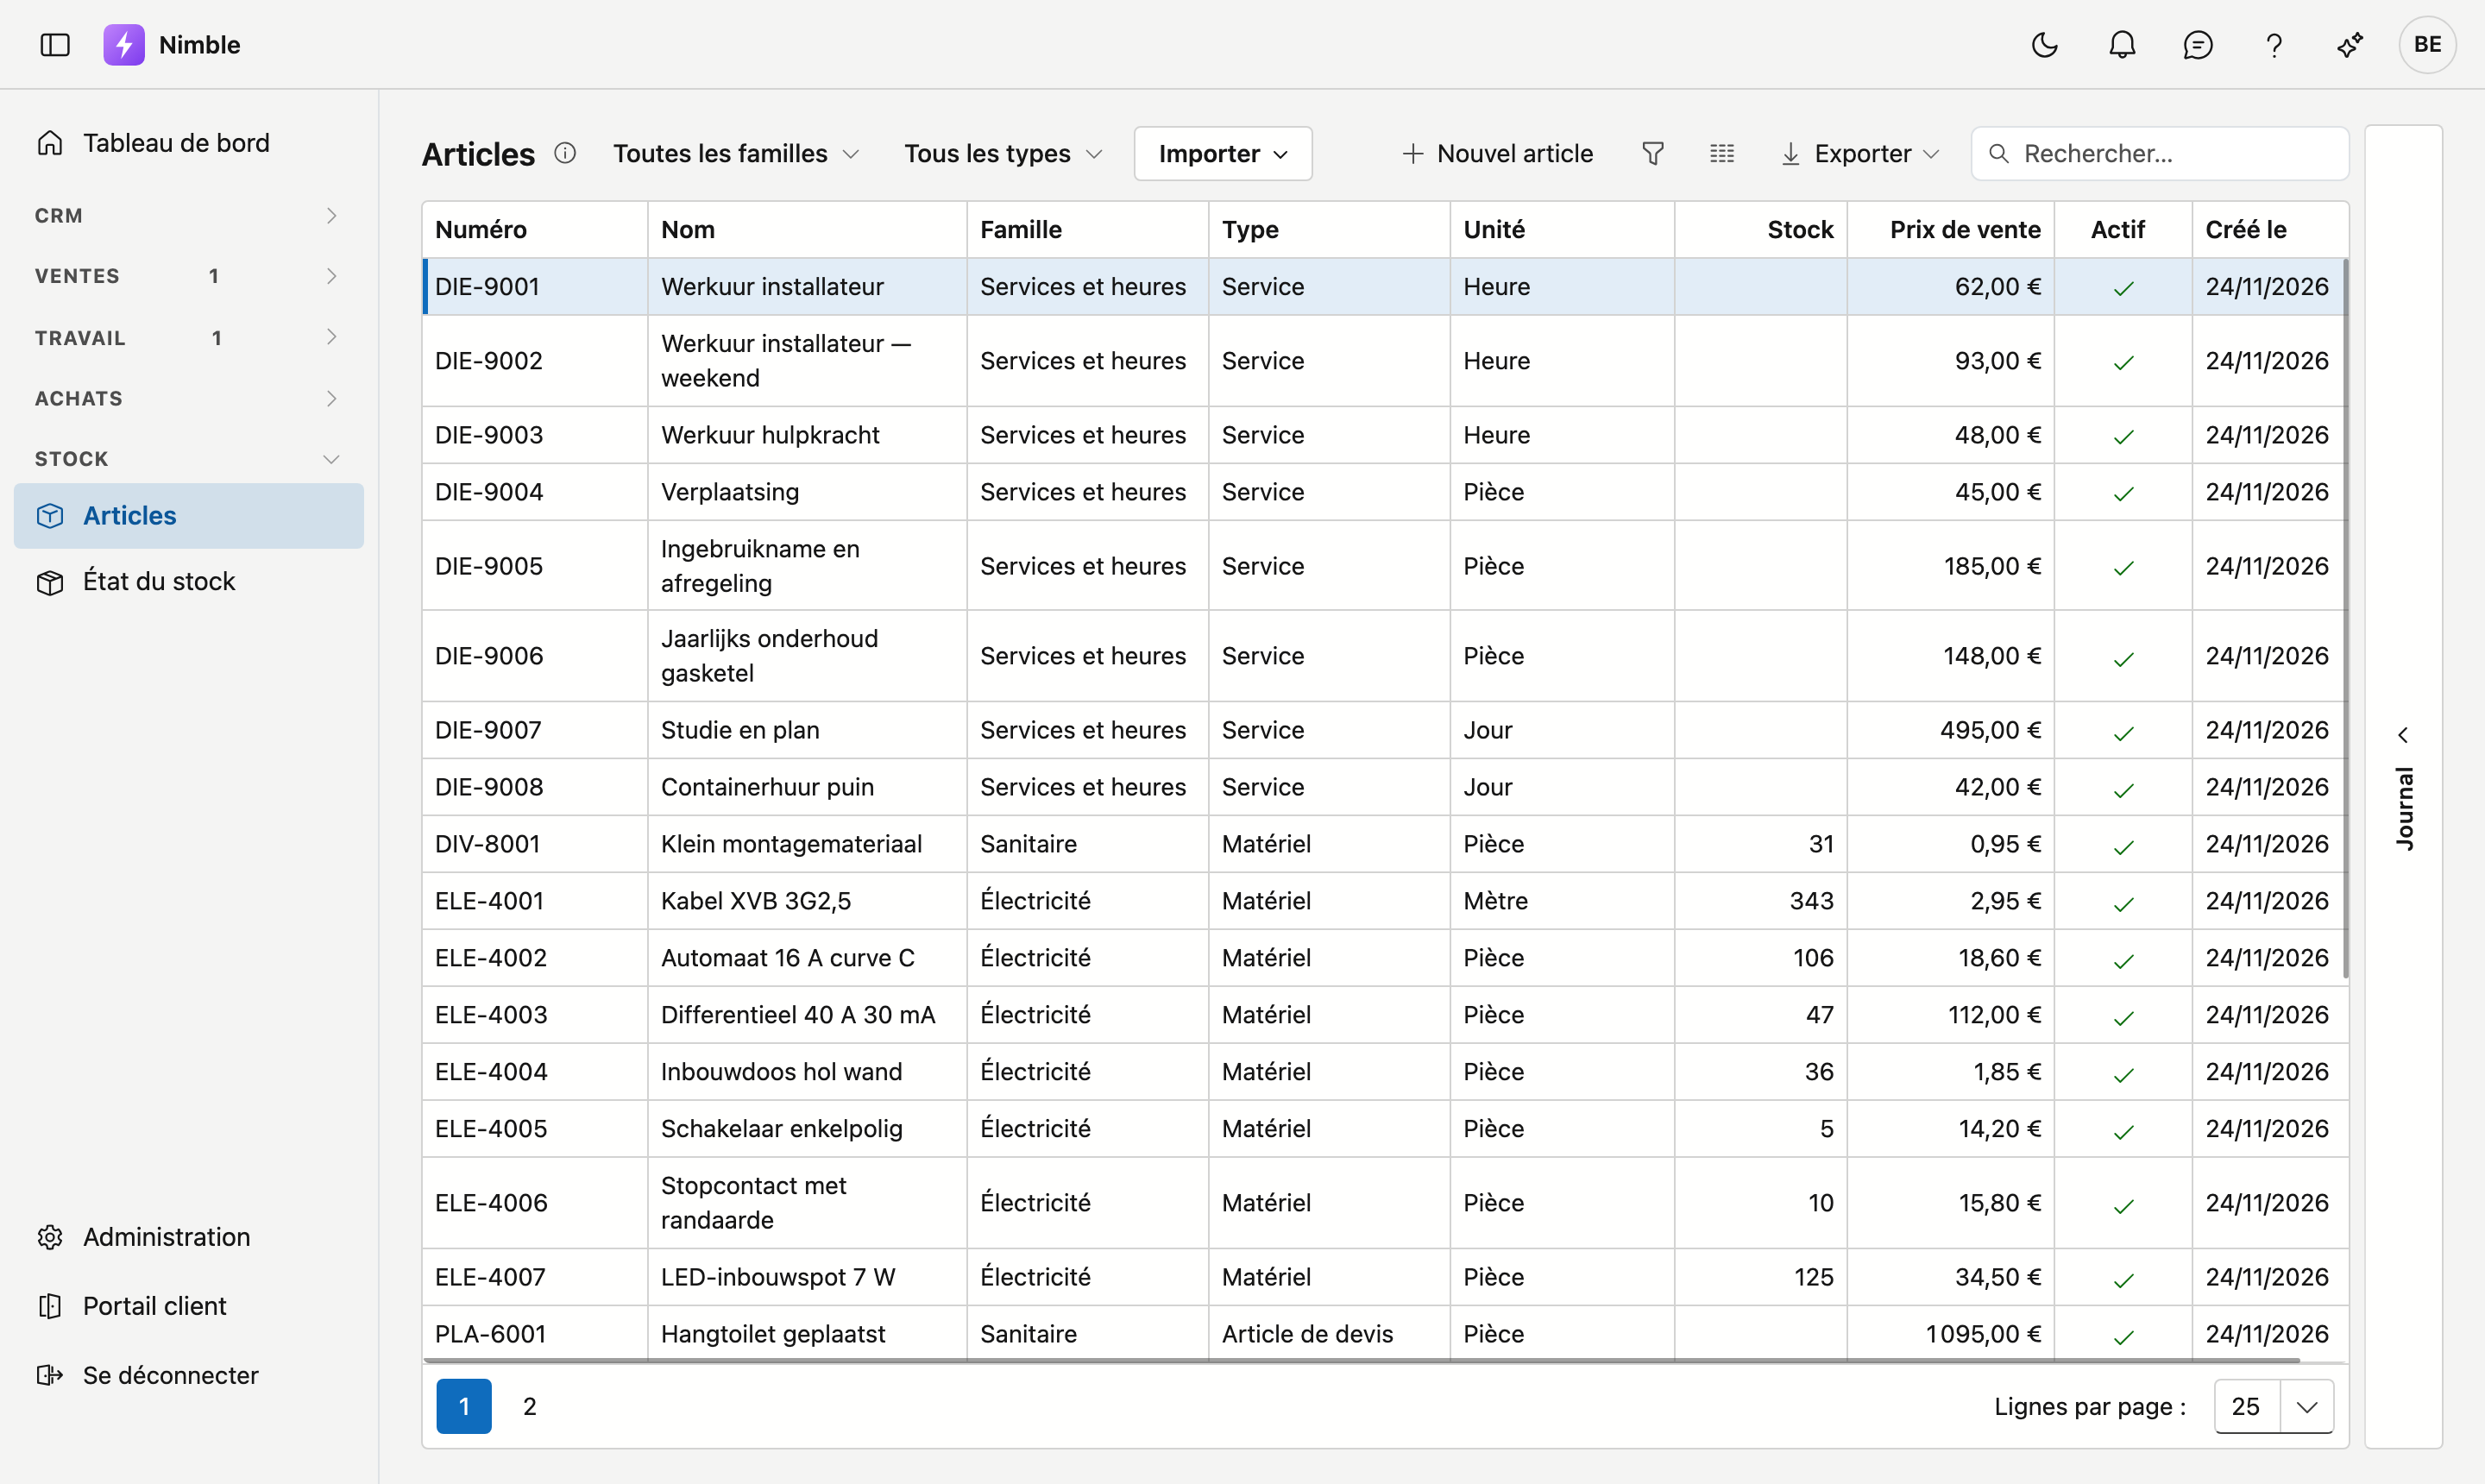 Nimble
BE
Tableau de bord
CRM
VENTES 1
TRAVAIL 1
ACHATS
STOCK
Articles
État du stock
Administration
Portail client
Se déconnecter
Articles Toutes les familles Tous les types Importer Nouvel article Exporter Rechercher...
Numéro Nom Famille Type Unité Stock Prix de vente Actif Créé le
DIE-9001 Werkuur installateur Services et heures Service Heure 62,00 € 24/11/2026
DIE-9002 Werkuur installateur — weekend Services et heures Service Heure 93,00 € 24/11/2026
DIE-9003 Werkuur hulpkracht Services et heures Service Heure 48,00 € 24/11/2026
DIE-9004 Verplaatsing Services et heures Service Pièce 45,00 € 24/11/2026
DIE-9005 Ingebruikname en afregeling Services et heures Service Pièce 185,00 € 24/11/2026
DIE-9006 Jaarlijks onderhoud gasketel Services et heures Service Pièce 148,00 € 24/11/2026
DIE-9007 Studie en plan Services et heures Service Jour 495,00 € 24/11/2026
DIE-9008 Containerhuur puin Services et heures Service Jour 42,00 € 24/11/2026
DIV-8001 Klein montagemateriaal Sanitaire Matériel Pièce 31 0,95 € 24/11/2026
ELE-4001 Kabel XVB 3G2,5 Électricité Matériel Mètre 343 2,95 € 24/11/2026
ELE-4002 Automaat 16 A curve C Électricité Matériel Pièce 106 18,60 € 24/11/2026
ELE-4003 Differentieel 40 A 30 mA Électricité Matériel Pièce 47 112,00 € 24/11/2026
ELE-4004 Inbouwdoos hol wand Électricité Matériel Pièce 36 1,85 € 24/11/2026
ELE-4005 Schakelaar enkelpolig Électricité Matériel Pièce 5 14,20 € 24/11/2026
ELE-4006 Stopcontact met randaarde Électricité Matériel Pièce 10 15,80 € 24/11/2026
ELE-4007 LED-inbouwspot 7 W Électricité Matériel Pièce 125 34,50 € 24/11/2026
PLA-6001 Hangtoilet geplaatst Sanitaire Article de devis Pièce 1 095,00 € 24/11/2026
1 2 Lignes par page : 25
Journal